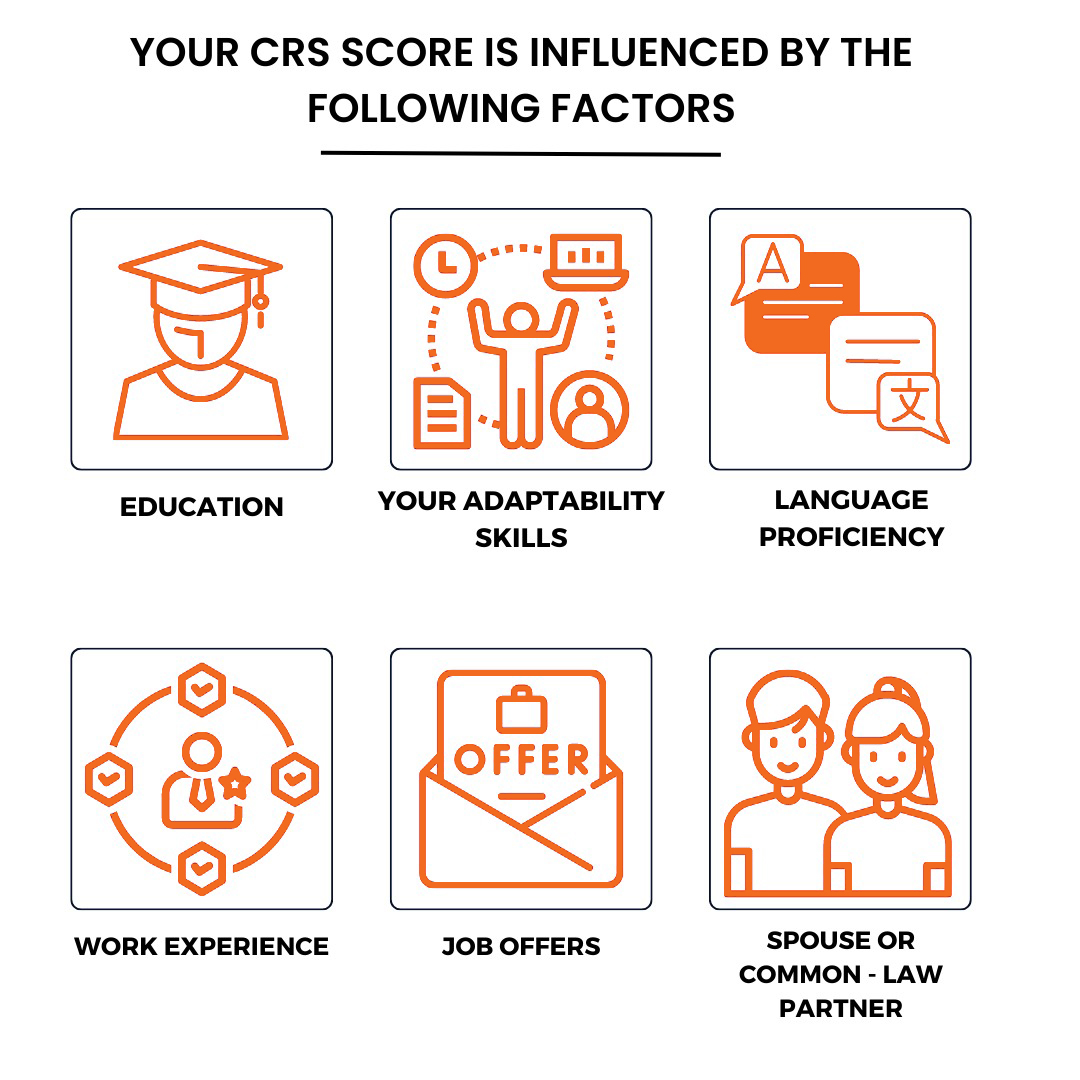 YOUR CRS SCORE IS INFLUENCED BY THE
FOLLOWING FACTORS
A
文
EDUCATION
YOUR ADAPTABILITY
SKILLS
LANGUAGE
PROFICIENCY
OFFER
WORK EXPERIENCE
JOB OFFERS
SPOUSE OR
COMMON - LAW
PARTNER